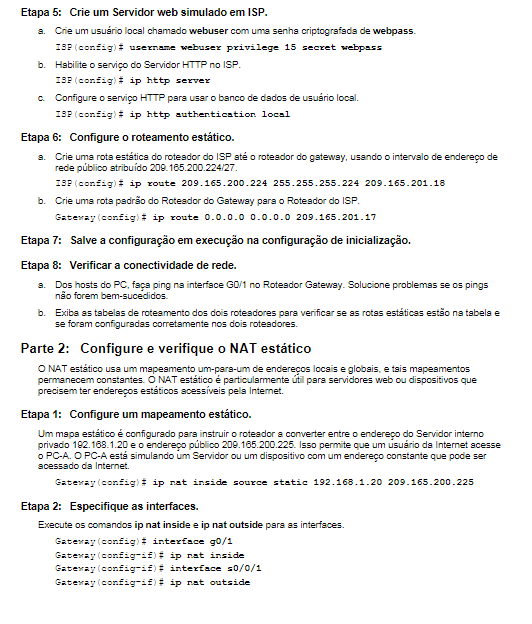 Etapa 5: Crie um Servidor web simulado em ISP.
a. Crie um usuário local chamado webuser com uma senha criptografada de webpass.
ISP(config)# username webuser privilege 15 secret webpass
b. Habilite o serviço do Servidor HTTP no ISP.
ISP(config)# ip http server
c. Configure o serviço HTTP para usar o banco de dados de usuário local.
ISP(config)# ip http authentication local
Etapa 6: Configure o roteamento estático.
a. Crie uma rota estática do roteador do ISP até o roteador do gateway, usando o intervalo de endereço de
rede público atribuído 209.165.200.224/27.
ISP(config)# ip route 209.165.200.224 255.255.255.224 209.165.201.18
b. Crie uma rota padrão do Roteador do Gateway para o Roteador do ISP.
Gateway(config)# ip route 0.0.0.0 0.0.0.0 209.165.201.17
Etapa 7: Salve a configuração em execução na configuração de inicialização.
Etapa 8: Verificar a conectividade de rede.
a. Dos hosts do PC, faça ping na interface G0/1 no Roteador Gateway. Solucione problemas se os pings
não forem bem-sucedidos.
b. Exiba as tabelas de roteamento dos dois roteadores para verificar se as rotas estáticas estão na tabela e
se foram configuradas corretamente nos dois roteadores.
Parte 2: Configure e verifique o NAT estático
O NAT estático usa um mapeamento um-para-um de endereços locais e globais, e tais mapeamentos
permanecem constantes. O NAT estático é particularmente útil para servidores web ou dispositivos que
precisem ter endereços estáticos acessíveis pela Internet.
Etapa 1: Configure um mapeamento estático.
Um mapa estático é configurado para instruir o roteador a converter entre o endereço do Servidor interno
privado 192.168.1.20 e o endereço público 209.165.200.225. Isso permite que um usuário da Internet acesse
o PC-A. O PC-A está simulando um Servidor ou um dispositivo com um endereço constante que pode ser
acessado da Internet.
Gateway(config)# ip nat inside source static 192.168.1.20 209.165.200.225
Etapa 2: Especifique as interfaces.
Execute os comandos ip nat inside e ip nat outside para as interfaces.
Gateway(config)# interface g0/1
Gateway(config-if)# ip nat inside
Gateway(config-if)# interface s0/0/1
Gateway(config-if)# ip nat outside